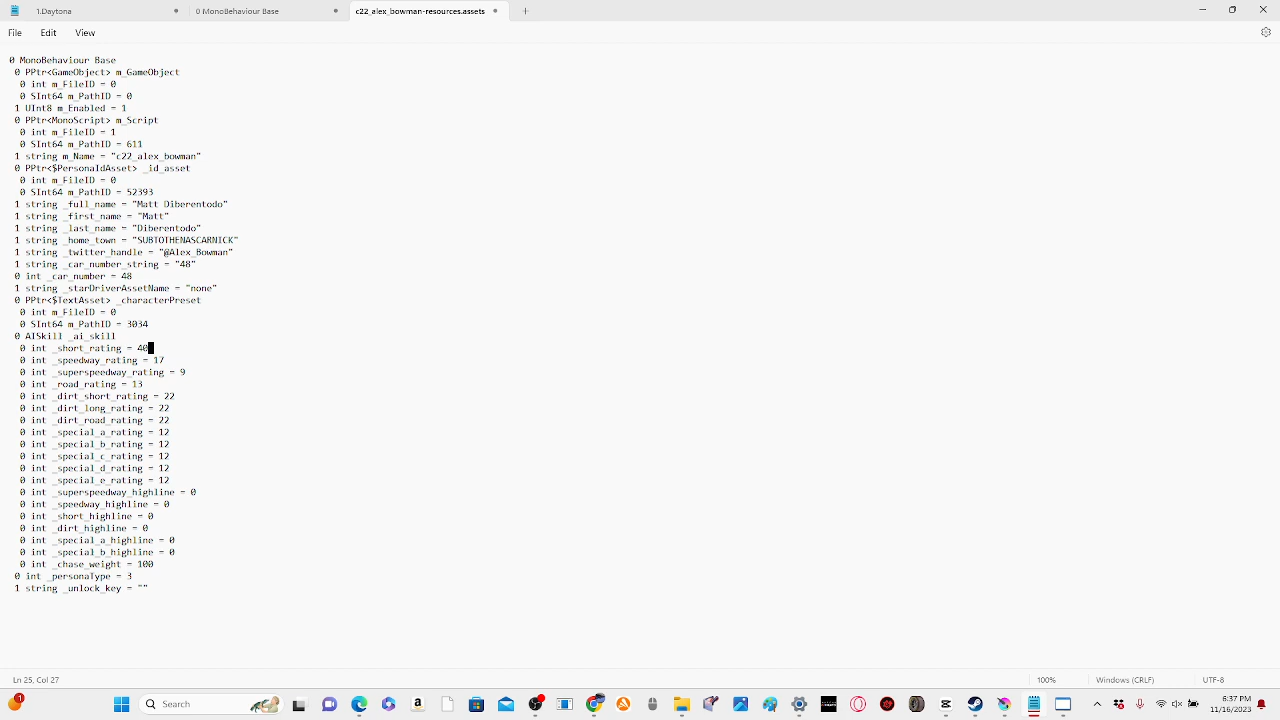 1.Daytona
0 MonoBehaviour Base
c22_alex_bowman-resources.assets
File
Edit
View
0 MonoBehaviour Base
0 PPtr<GameObject> m_GameObject
0 int m_FileID = 0
0 SInt64 m_PathID = 0
1 UInt8 m_Enabled = 1
0 PPtr<MonoScript> m_Script
0 int m_FileID = 1
0 SInt64 m_PathID = 611
1 string m_Name = "c22_alex_bowman"
0 PPtr<$PersonaIdAsset> _id_asset
0 int m_FileID = 0
0 SInt64 m_PathID = 52393
1 string _full_name = "Matt Diberentodo"
1 string _first_name = "Matt"
1 string _last_name = "Diberentodo"
1 string _home_town = "SUBTOTHENASCARNICK"
1 string _twitter_handle = "@Alex_Bowman"
1 string _car_number_string = "48"
0 int _car_number = 48
1 string _starDriverAssetName = "none"
0 PPtr<$TextAsset> _characterPreset
0 int m_FileID = 0
0 SInt64 m_PathID = 3034
0 AISkill _ai_skill
0 int _short_rating = 40
0 int _speedway_rating = 17
0 int _superspeedway_rating = 9
0 int _road_rating = 13
0 int _dirt_short_rating = 22
0 int _dirt_long_rating = 22
0 int _dirt_road_rating = 22
0 int _special_a_rating = 12
0 int _special_b_rating = 12
0 int _special_c_rating = 12
0 int _special_d_rating = 12
0 int _special_e_rating = 12
0 int _superspeedway_highline = 0
0 int _speedway_highline = 0
0 int _short_highline = 0
0 int _dirt_highline = 0
0 int _special_a_highline = 0
0 int _special_b_highline = 0
0 int _chase_weight = 100
0 int _personaType = 3
1 string _unlock_key = ""
Ln 25, Col 27
100%
Windows (CRLF)
UTF-8
1
Search
6:37 PM
11/16/2023